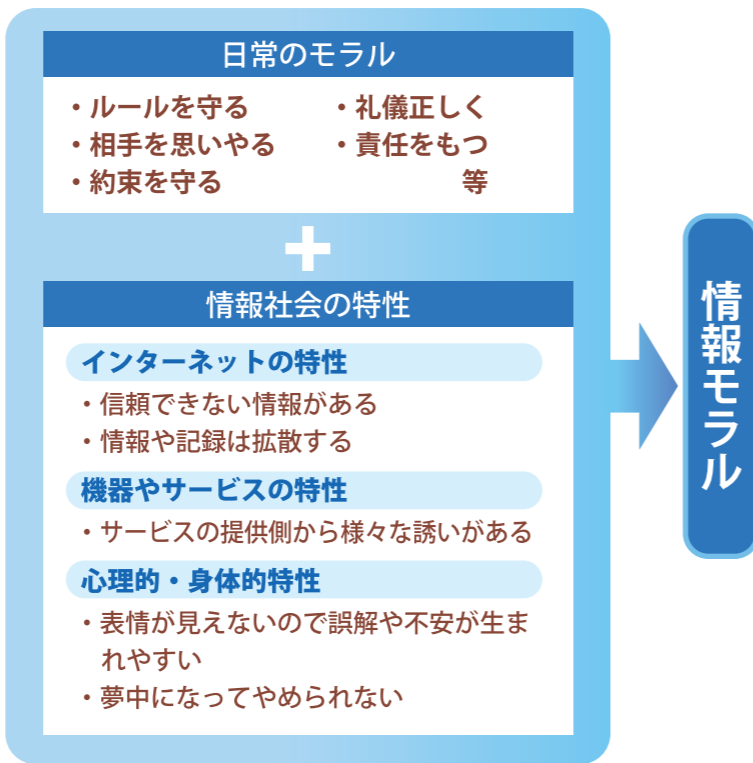 日常のモラル
・ルールを守る
・相手を思いやる
・約束を守る
・礼儀正しく
・責任をもつ
等
+
情報社会の特性
インターネットの特性
・信頼できない情報がある
・情報や記録は拡散する
機器やサービスの特性
・サービスの提供側から様々な誘いがある
心理的・身体的特性
・表情が見えないので誤解や不安が生ま
れやすい
・夢中になってやめられない
情報モラル